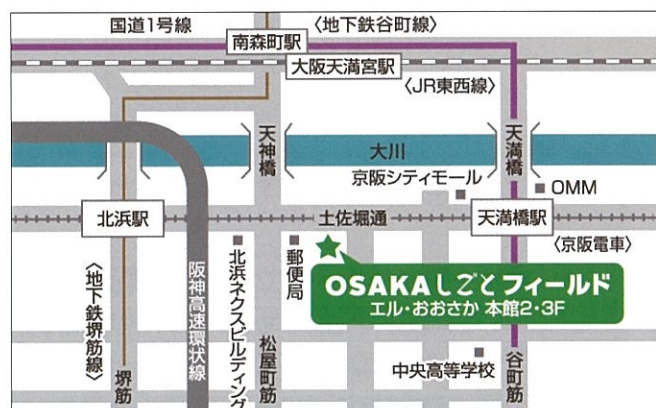 国道1号線
〈地下鉄谷町線〉
南森町駅
大阪天満宮駅
〈JR東西線〉
天神橋
大川
天満橋
京阪シティモール
OMM
北浜駅
土佐堀通
天満橋駅
〈京阪電車〉
〈地下鉄堺筋線〉
阪神高速環状線
北浜ネクスビルディング
郵便局
OSAKAしごとフィールド
エル・おおさか 本館2・3F
堺筋
松屋町筋
中央高等学校
谷町筋